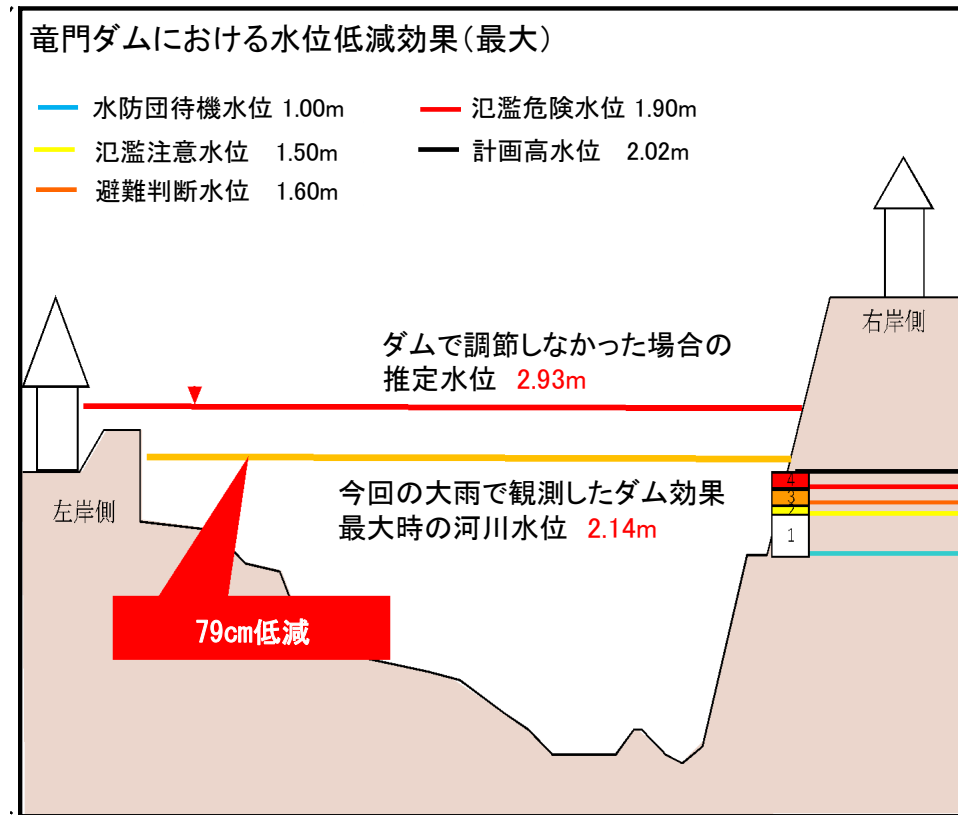 竜門ダムにおける水位低減効果（最大）
水防団待機水位 1.00m
氾濫危険水位 1.90m
氾濫注意水位 1.50m
計画高水位 2.02m
避難判断水位 1.60m
右岸側
ダムで調節しなかった場合の
推定水位 2.93m
左岸側
今回の大雨で観測したダム効果
最大時の河川水位 2.14m
4
3
2
1
79cm低減